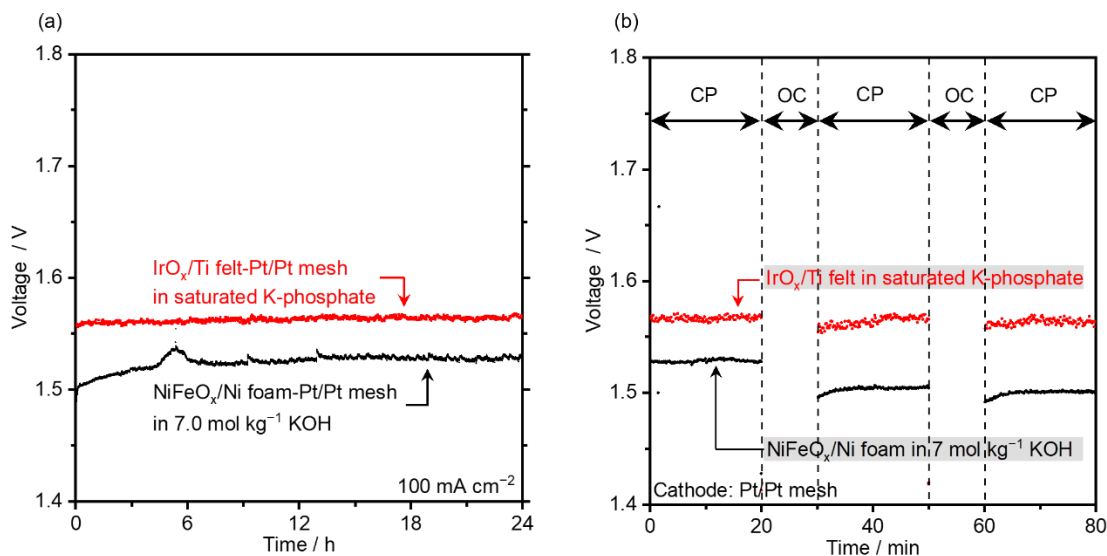 (a)
1.8
1.7
1.6
1.5
1.4
Voltage / V
IrOₓ/Ti felt-Pt/Pt mesh
in saturated K-phosphate
NiFeOₓ/Ni foam-Pt/Pt mesh
in 7.0 mol kg⁻¹ KOH
100 mA cm⁻²
0 6 12 18 24
Time / h
(b)
1.8
1.7
1.6
1.5
1.4
Voltage / V
CP OC CP OC CP
IrOₓ/Ti felt in saturated K-phosphate
NiFeOₓ/Ni foam in 7 mol kg⁻¹ KOH
Cathode: Pt/Pt mesh
0 20 40 60 80
Time / min